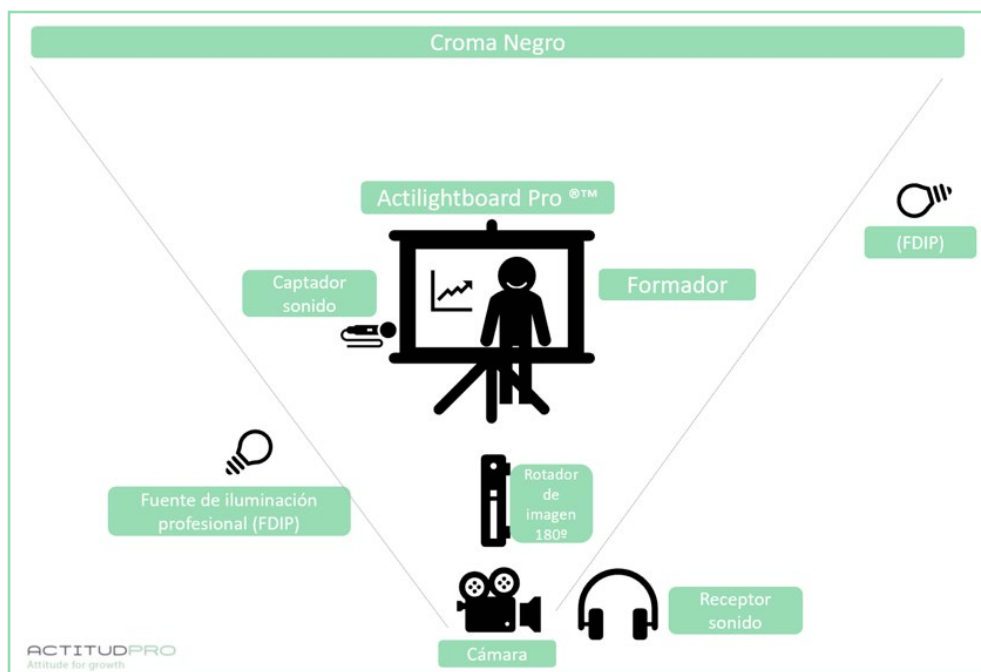 Croma Negro
Actilightboard Pro ®™
(FDIP)
Captador
sonido
Formador
Fuente de iluminación
profesional (FDIP)
Rotador
de
imagen
180º
Receptor
sonido
Cámara
ACTITUDPRO
Attitude for growth